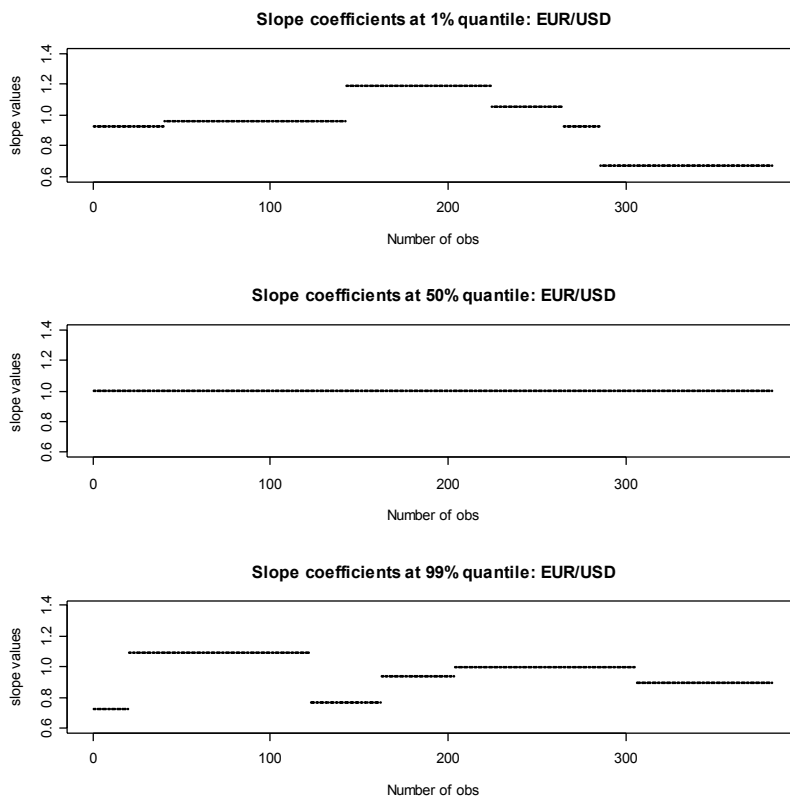 Slope coefficients at 1% quantile: EUR/USD
slope values
0.6 0.8 1.0 1.2 1.4
0 100 200 300
Number of obs
Slope coefficients at 50% quantile: EUR/USD
slope values
0.6 0.8 1.0 1.2 1.4
0 100 200 300
Number of obs
Slope coefficients at 99% quantile: EUR/USD
slope values
0.6 0.8 1.0 1.2 1.4
0 100 200 300
Number of obs